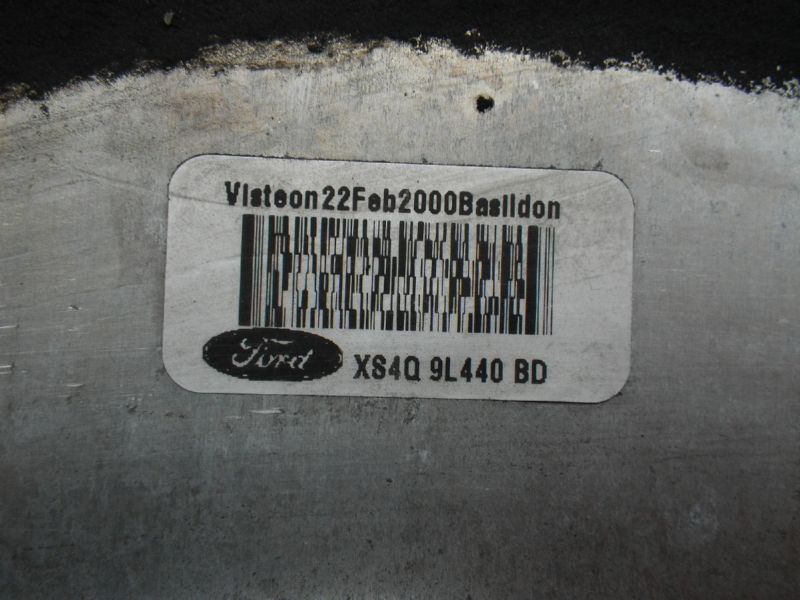 Visteon22Feb2000Basildon
Ford
XS4Q 9L440 BD